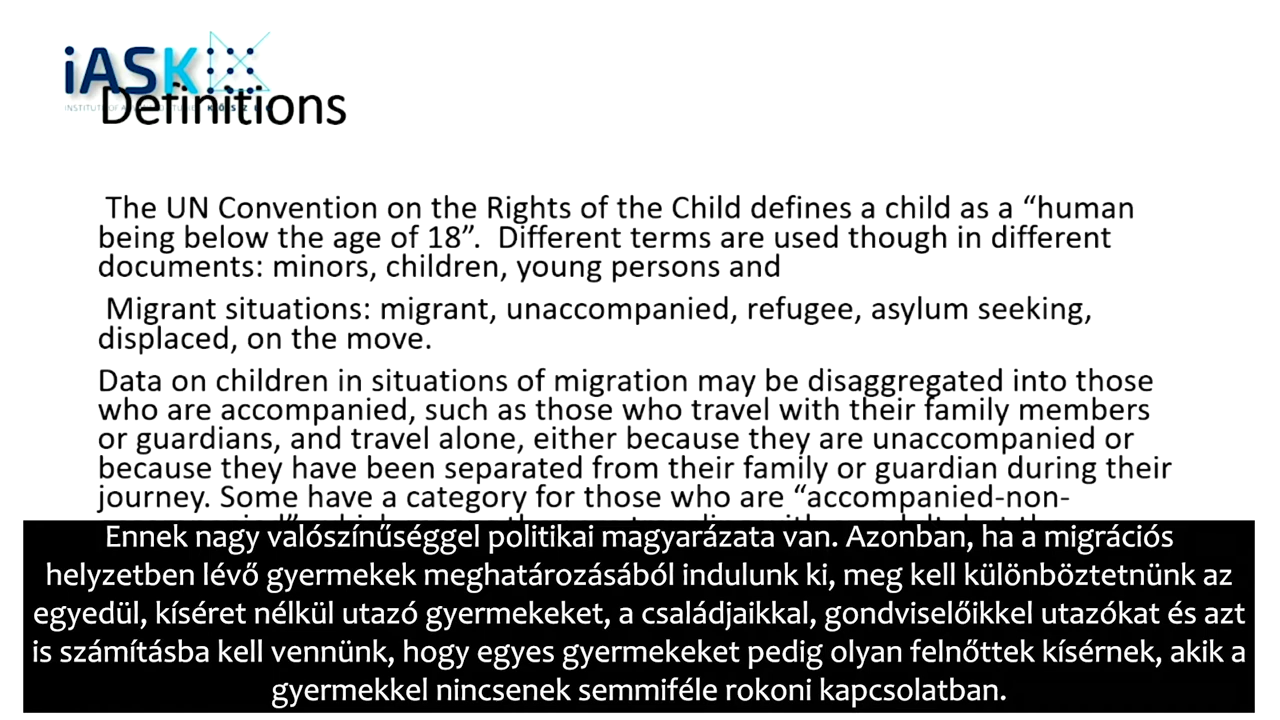 iASK
Definitions
The UN Convention on the Rights of the Child defines a child as a “human
being below the age of 18”. Different terms are used though in different
documents: minors, children, young persons and
Migrant situations: migrant, unaccompanied, refugee, asylum seeking,
displaced, on the move.
Data on children in situations of migration may be disaggregated into those
who are accompanied, such as those who travel with their family members
or guardians, and travel alone, either because they are unaccompanied or
because they have been separated from their family or guardian during their
journey. Some have a category for those who are “accompanied-non-
Ennek nagy valószínűséggel politikai magyarázata van. Azonban, ha a migrációs
helyzetben lévő gyermekek meghatározásából indulunk ki, meg kell különböztetnünk az
egyedül, kíséret nélkül utazó gyermekeket, a családjaikkal, gondviselőikkel utazókat és azt
is számításba kell vennünk, hogy egyes gyermekeket pedig olyan felnőttek kísérnek, akik a
gyermekkel nincsenek semmiféle rokoni kapcsolatban.